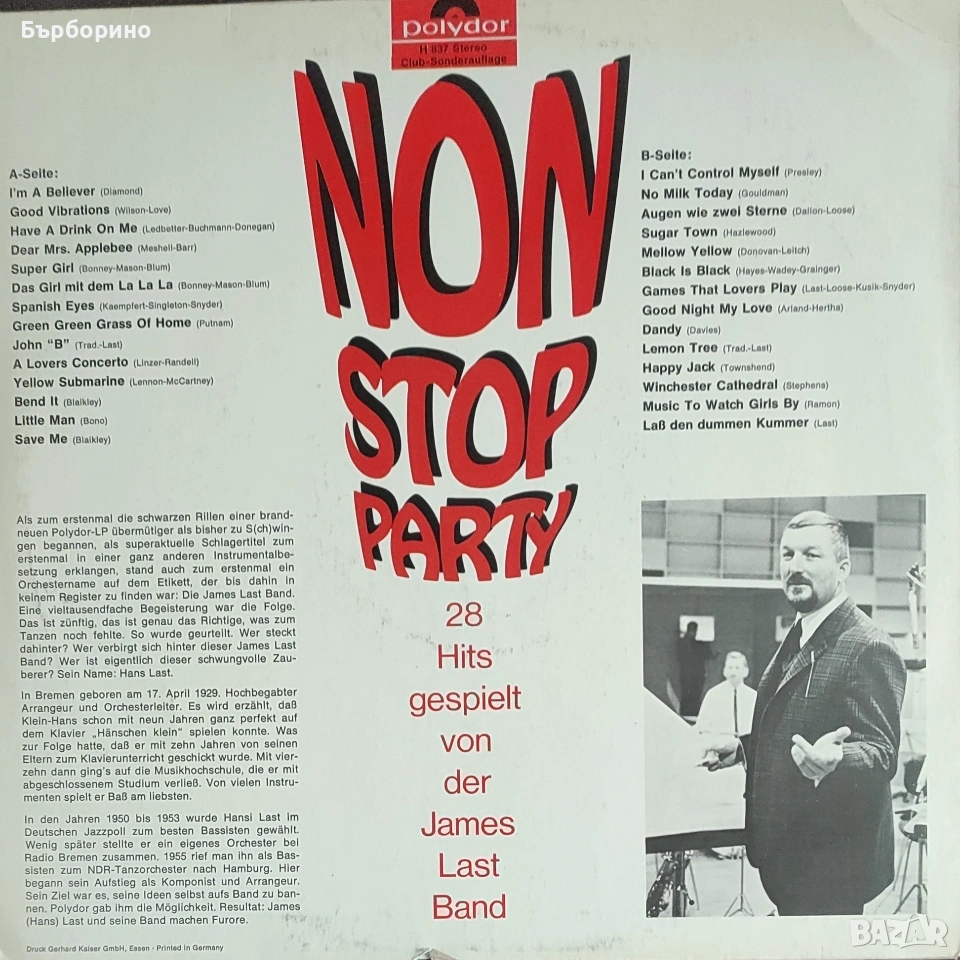 Бърборино
polydor
H 837 Stereo
Club-Sonderauflage
NON
STOP
PARTY
A-Seite:
I'm A Believer (Diamond)
Good Vibrations (Wilson-Love)
Have A Drink On Me (Ledbetter-Buchmann-Donegan)
Dear Mrs. Applebee (Meshell-Barr)
Super Girl (Bonney-Mason-Blum)
Das Girl mit dem La La La (Bonney-Mason-Blum)
Spanish Eyes (Kaempfert-Singleton-Snyder)
Green Green Grass Of Home (Putnam)
John "B" (Trad.-Last)
A Lovers Concerto (Linzer-Randell)
Yellow Submarine (Lennon-McCartney)
Bend It (Blaikley)
Little Man (Bono)
Save Me (Blaikley)
B-Seite:
I Can't Control Myself (Presley)
No Milk Today (Gouldman)
Augen wie zwei Sterne (Dallon-Loose)
Sugar Town (Hazlewood)
Mellow Yellow (Donovan-Leitch)
Black Is Black (Hayes-Wadey-Grainger)
Games That Lovers Play (Last-Loose-Kusik-Snyder)
Good Night My Love (Arland-Hertha)
Dandy (Davies)
Lemon Tree (Trad.-Last)
Happy Jack (Townshend)
Winchester Cathedral (Stephens)
Music To Watch Girls By (Ramon)
Laß den dummen Kummer (Last)
Als zum erstenmal die schwarzen Rillen einer brand-
neuen Polydor-LP übermütiger als bisher zu S(ch)win-
gen begannen, als superaktuelle Schlagertitel zum
erstenmal in einer ganz anderen Instrumentalbe-
setzung erklangen, stand auch zum erstenmal ein
Orchestername auf dem Etikett, der bis dahin in
keinem Register zu finden war: Die James Last Band.
Eine vieltausendfache Begeisterung war die Folge.
Das ist zünftig, das ist genau das Richtige, was zum
Tanzen noch fehlte. So wurde geurteilt. Wer steckt
dahinter? Wer verbirgt sich hinter dieser James Last
Band? Wer ist eigentlich dieser schwungvolle Zau-
berer? Sein Name: Hans Last.
In Bremen geboren am 17. April 1929. Hochbegabter
Arrangeur und Orchesterleiter. Es wird erzählt, daß
Klein-Hans schon mit neun Jahren ganz perfekt auf
dem Klavier „Hänschen klein" spielen konnte. Was
zur Folge hatte, daß er mit zehn Jahren von seinen
Eltern zum Klavierunterricht geschickt wurde. Mit vier-
zehn dann ging's auf die Musikhochschule, die er mit
abgeschlossenem Studium verließ. Von vielen Instru-
menten spielt er Baß am liebsten.
In den Jahren 1950 bis 1953 wurde Hansi Last im
Deutschen Jazzpoll zum besten Bassisten gewählt.
Wenig später stellte er ein eigenes Orchester bei
Radio Bremen zusammen. 1955 rief man ihn als Bas-
sisten zum NDR-Tanzorchester nach Hamburg. Hier
begann sein Aufstieg als Komponist und Arrangeur.
Sein Ziel war es, seine Ideen selbst aufs Band zu ban-
nen. Polydor gab ihm die Möglichkeit. Resultat: James
(Hans) Last und seine Band machen Furore.
28
Hits
gespielt
von
der
James
Last
Band
Druck Gerhard Kaiser GmbH, Essen · Printed in Germany
BAZAR